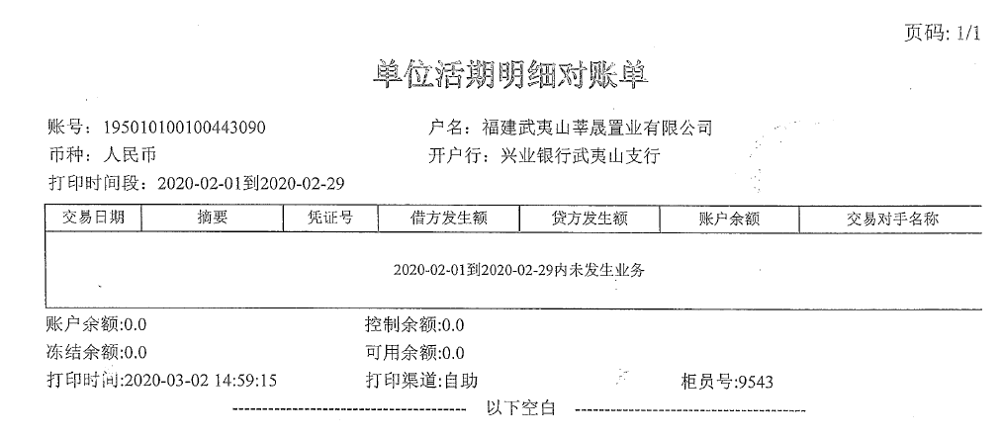 页码: 1/1
单位活期明细对账单
账号：195010100100443090 户名：福建武夷山莘晟置业有限公司
币种：人民币 开户行：兴业银行武夷山支行
打印时间段：2020-02-01到2020-02-29
交易日期 摘要 凭证号 借方发生额 贷方发生额 账户余额 交易对手名称
2020-02-01到2020-02-29内未发生业务
账户余额:0.0 控制余额:0.0
冻结余额:0.0 可用余额:0.0
打印时间:2020-03-02 14:59:15 打印渠道:自助 柜员号:9543
以下空白